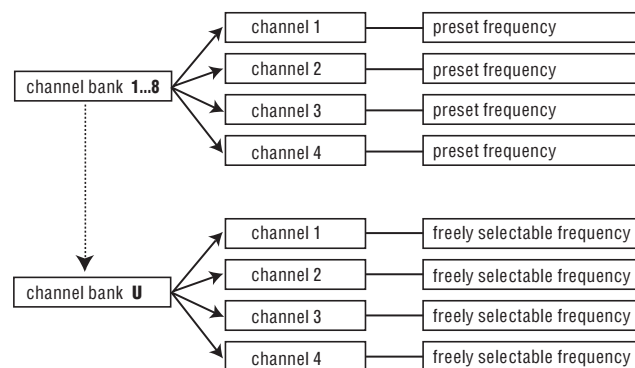 channel 1 preset frequency
channel 2 preset frequency
channel bank 1...8
channel 3 preset frequency
channel 4 preset frequency
channel 1 freely selectable frequency
channel 2 freely selectable frequency
channel bank U
channel 3 freely selectable frequency
channel 4 freely selectable frequency